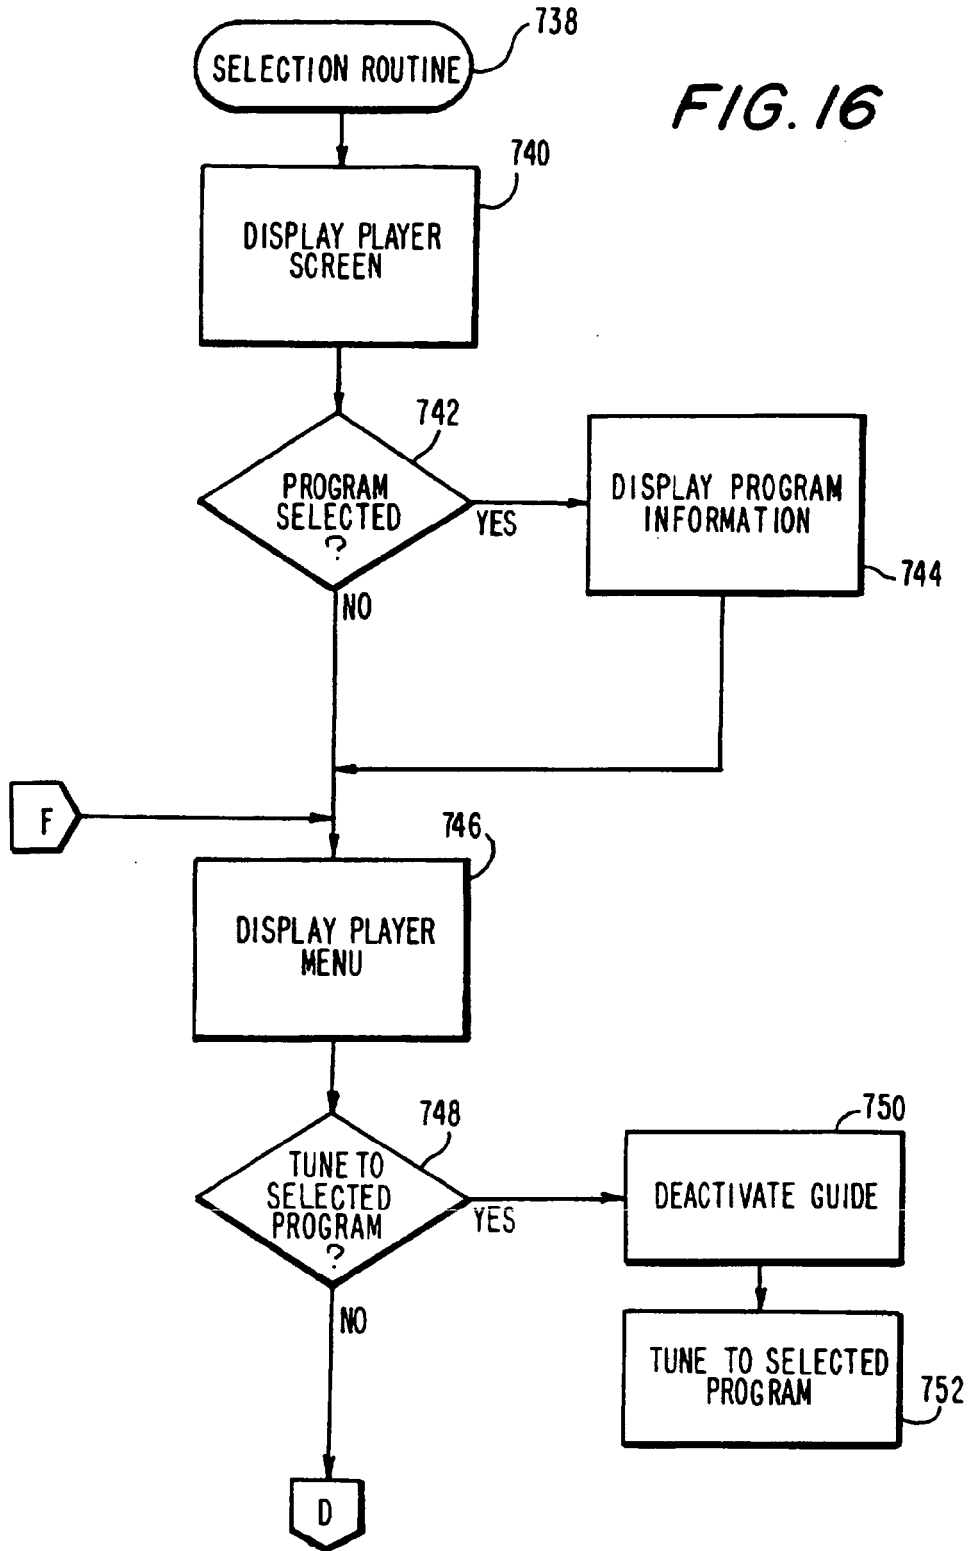 738
SELECTION ROUTINE
FIG. 16
740
DISPLAY PLAYER
SCREEN
742
PROGRAM
SELECTED
?
YES
NO
DISPLAY PROGRAM
INFORMATION
744
F
746
DISPLAY PLAYER
MENU
748
TUNE TO
SELECTED
PROGRAM
?
YES
NO
750
DEACTIVATE GUIDE
TUNE TO SELECTED
PROGRAM
752
D